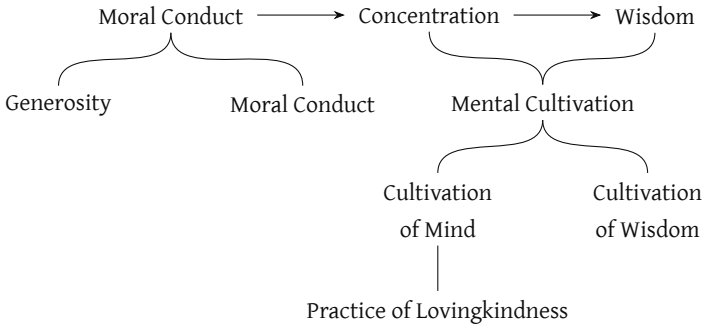 Moral Conduct Concentration Wisdom
Generosity Moral Conduct Mental Cultivation
Cultivation Cultivation
of Mind of Wisdom
Practice of Lovingkindness